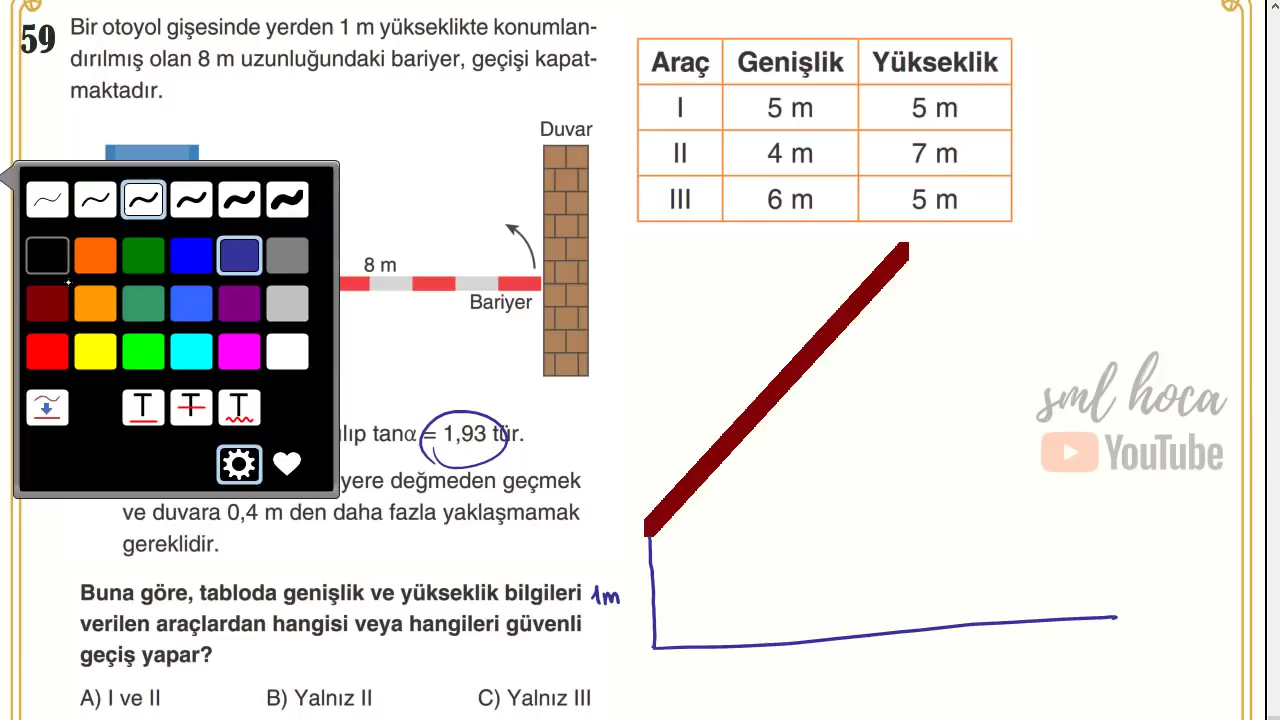 59
Bir otoyol gişesinde yerden 1 m yükseklikte konumlan-
dırılmış olan 8 m uzunluğundaki bariyer, geçişi kapat-
maktadır.
Duvar
8 m
Bariyer
ılıp tanα = 1,93 tür.
yere değmeden geçmek
ve duvara 0,4 m den daha fazla yaklaşmamak
gereklidir.
Buna göre, tabloda genişlik ve yükseklik bilgileri
verilen araçlardan hangisi veya hangileri güvenli
geçiş yapar?
A) I ve II B) Yalnız II C) Yalnız III
Araç Genişlik Yükseklik
I 5 m 5 m
II 4 m 7 m
III 6 m 5 m
1m
sml hoca
YouTube
T T T